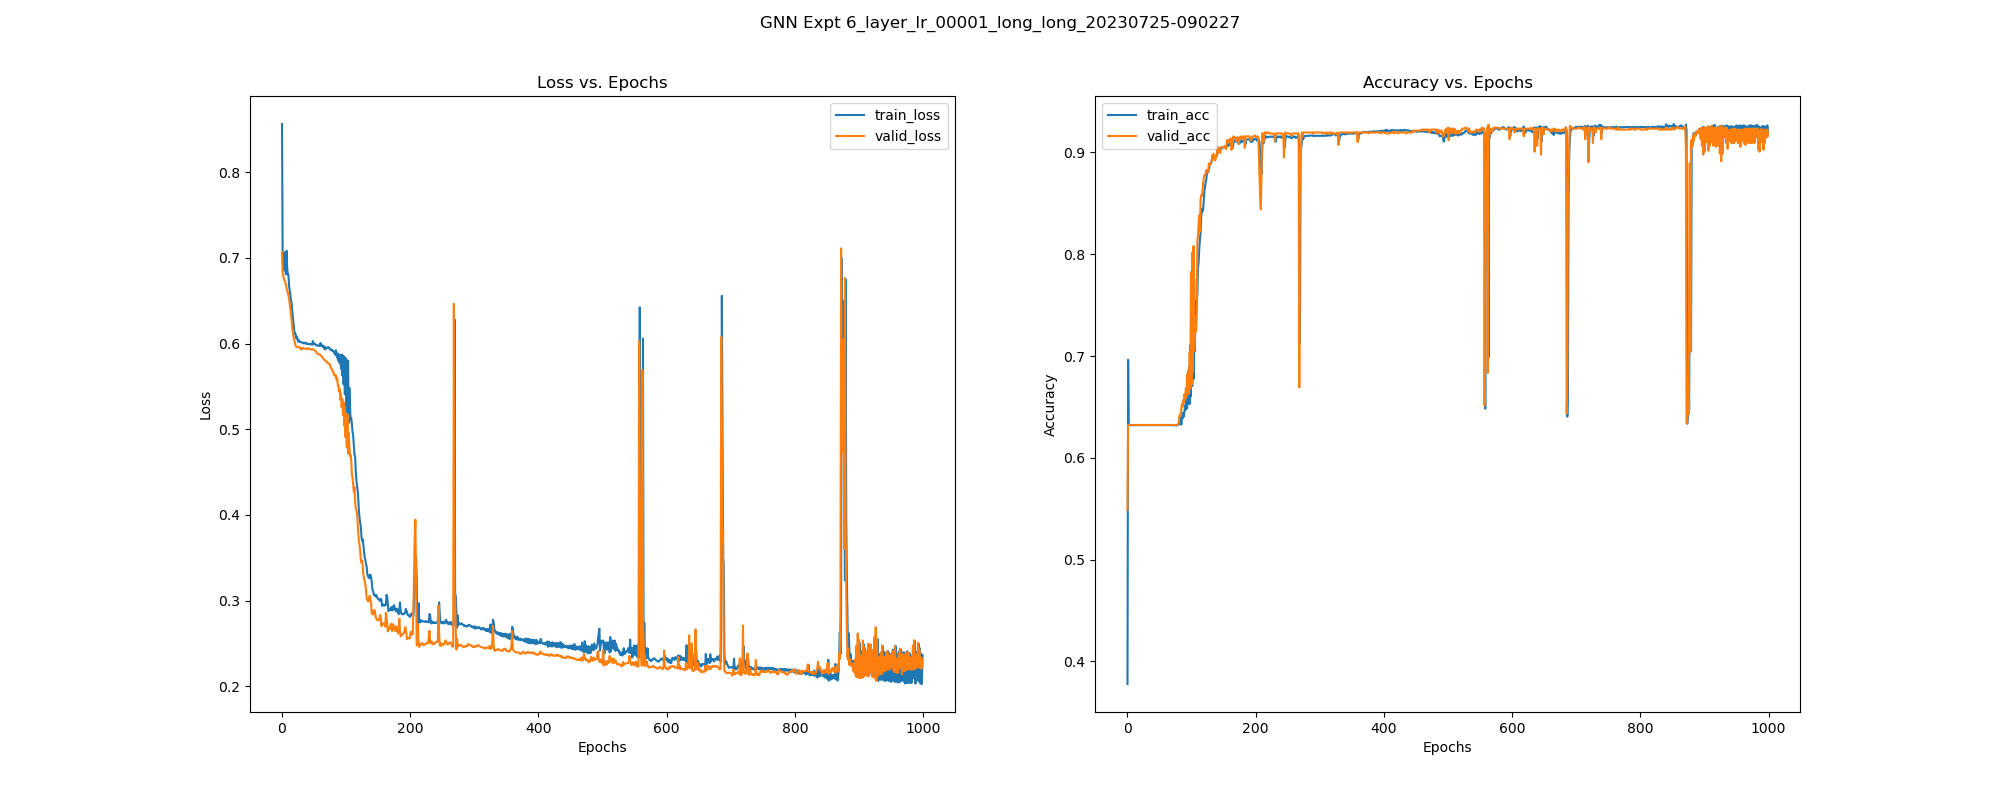 GNN Expt 6_layer_lr_00001_long_long_20230725-090227
Loss vs. Epochs
train_loss
valid_loss
0.8
0.7
0.6
0.5
0.4
0.3
0.2
Loss
0
200
400
600
800
1000
Epochs
Accuracy vs. Epochs
train_acc
valid_acc
0.9
0.8
0.7
0.6
0.5
0.4
Accuracy
0
200
400
600
800
1000
Epochs